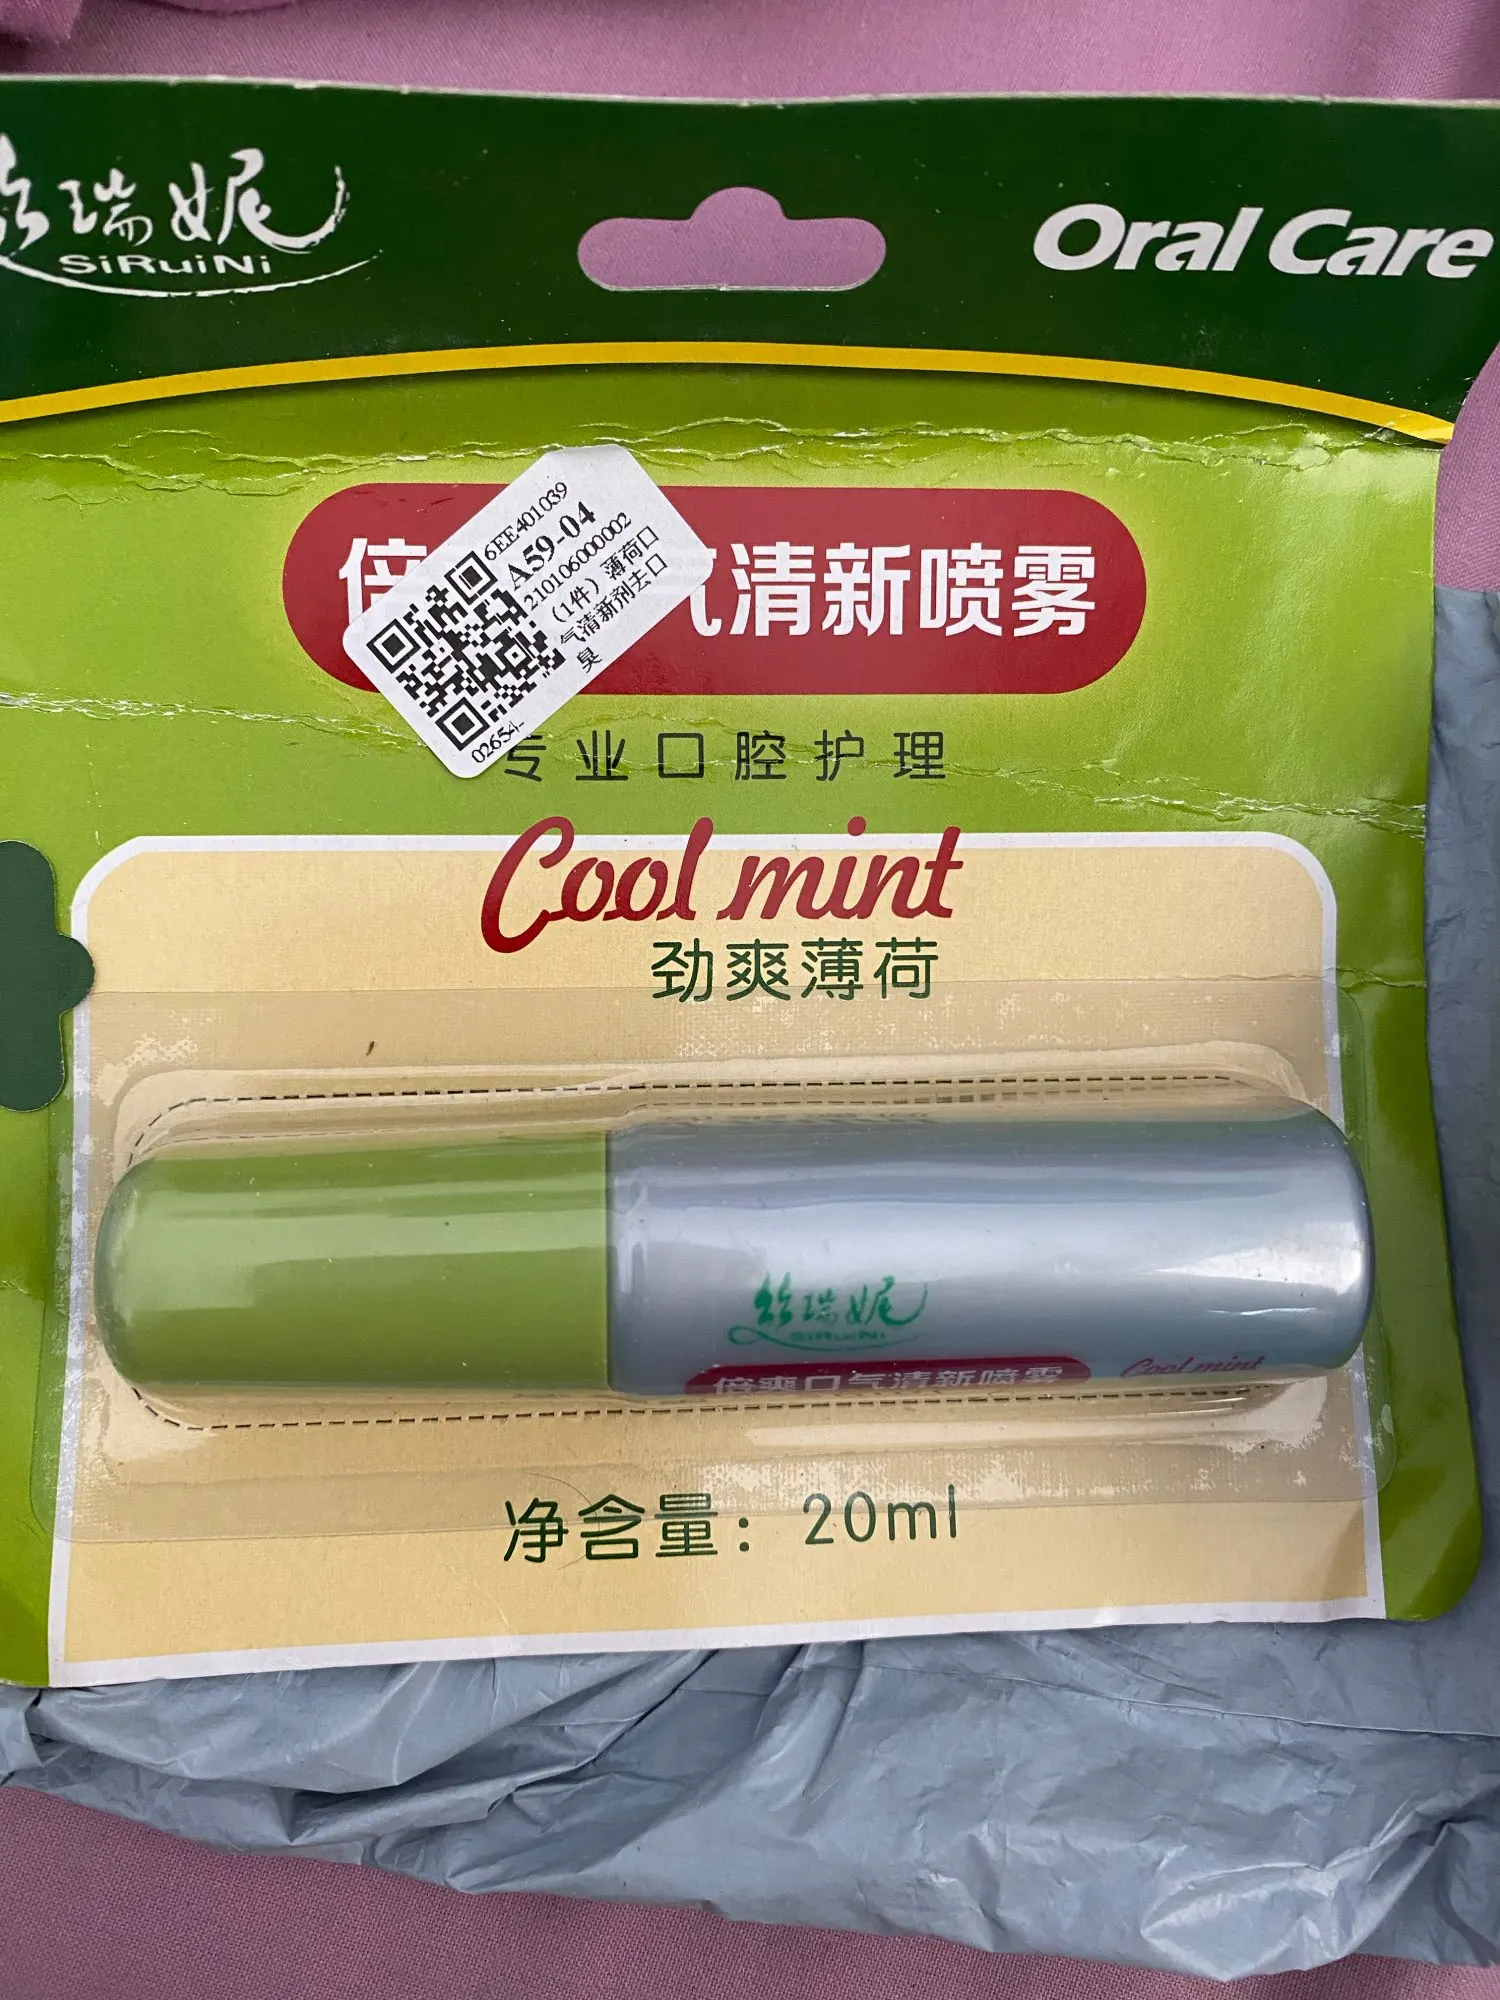 丝瑞妮
SiRuiNi
Oral Care
6EE401039
A59-04
210106000002
（1件）薄荷口
气清新剂去口
臭
02654-
倍 气清新喷雾
专业口腔护理
Cool mint
劲爽薄荷
丝瑞妮
SiRuiNi
倍爽口气清新喷雾
Cool mint
净含量：20ml